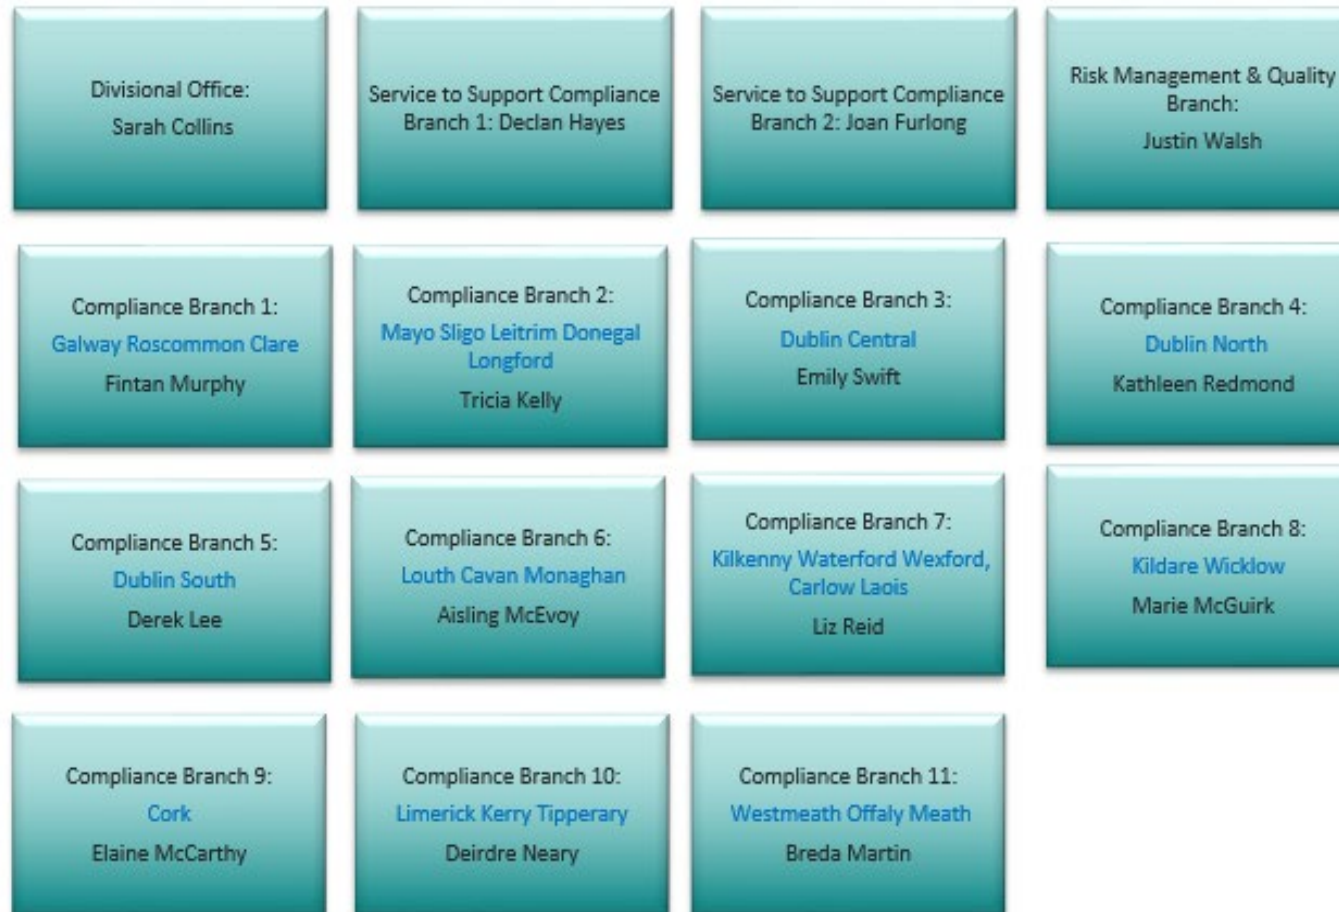 Divisional Office:
Sarah Collins
Service to Support Compliance
Branch 1: Declan Hayes
Service to Support Compliance
Branch 2: Joan Furlong
Risk Management & Quality
Branch:
Justin Walsh
Compliance Branch 1:
Galway Roscommon Clare
Fintan Murphy
Compliance Branch 2:
Mayo Sligo Leitrim Donegal
Longford
Tricia Kelly
Compliance Branch 3:
Dublin Central
Emily Swift
Compliance Branch 4:
Dublin North
Kathleen Redmond
Compliance Branch 5:
Dublin South
Derek Lee
Compliance Branch 6:
Louth Cavan Monaghan
Aisling McEvoy
Compliance Branch 7:
Kilkenny Waterford Wexford,
Carlow Laois
Liz Reid
Compliance Branch 8:
Kildare Wicklow
Marie McGuirk
Compliance Branch 9:
Cork
Elaine McCarthy
Compliance Branch 10:
Limerick Kerry Tipperary
Deirdre Neary
Compliance Branch 11:
Westmeath Offaly Meath
Breda Martin